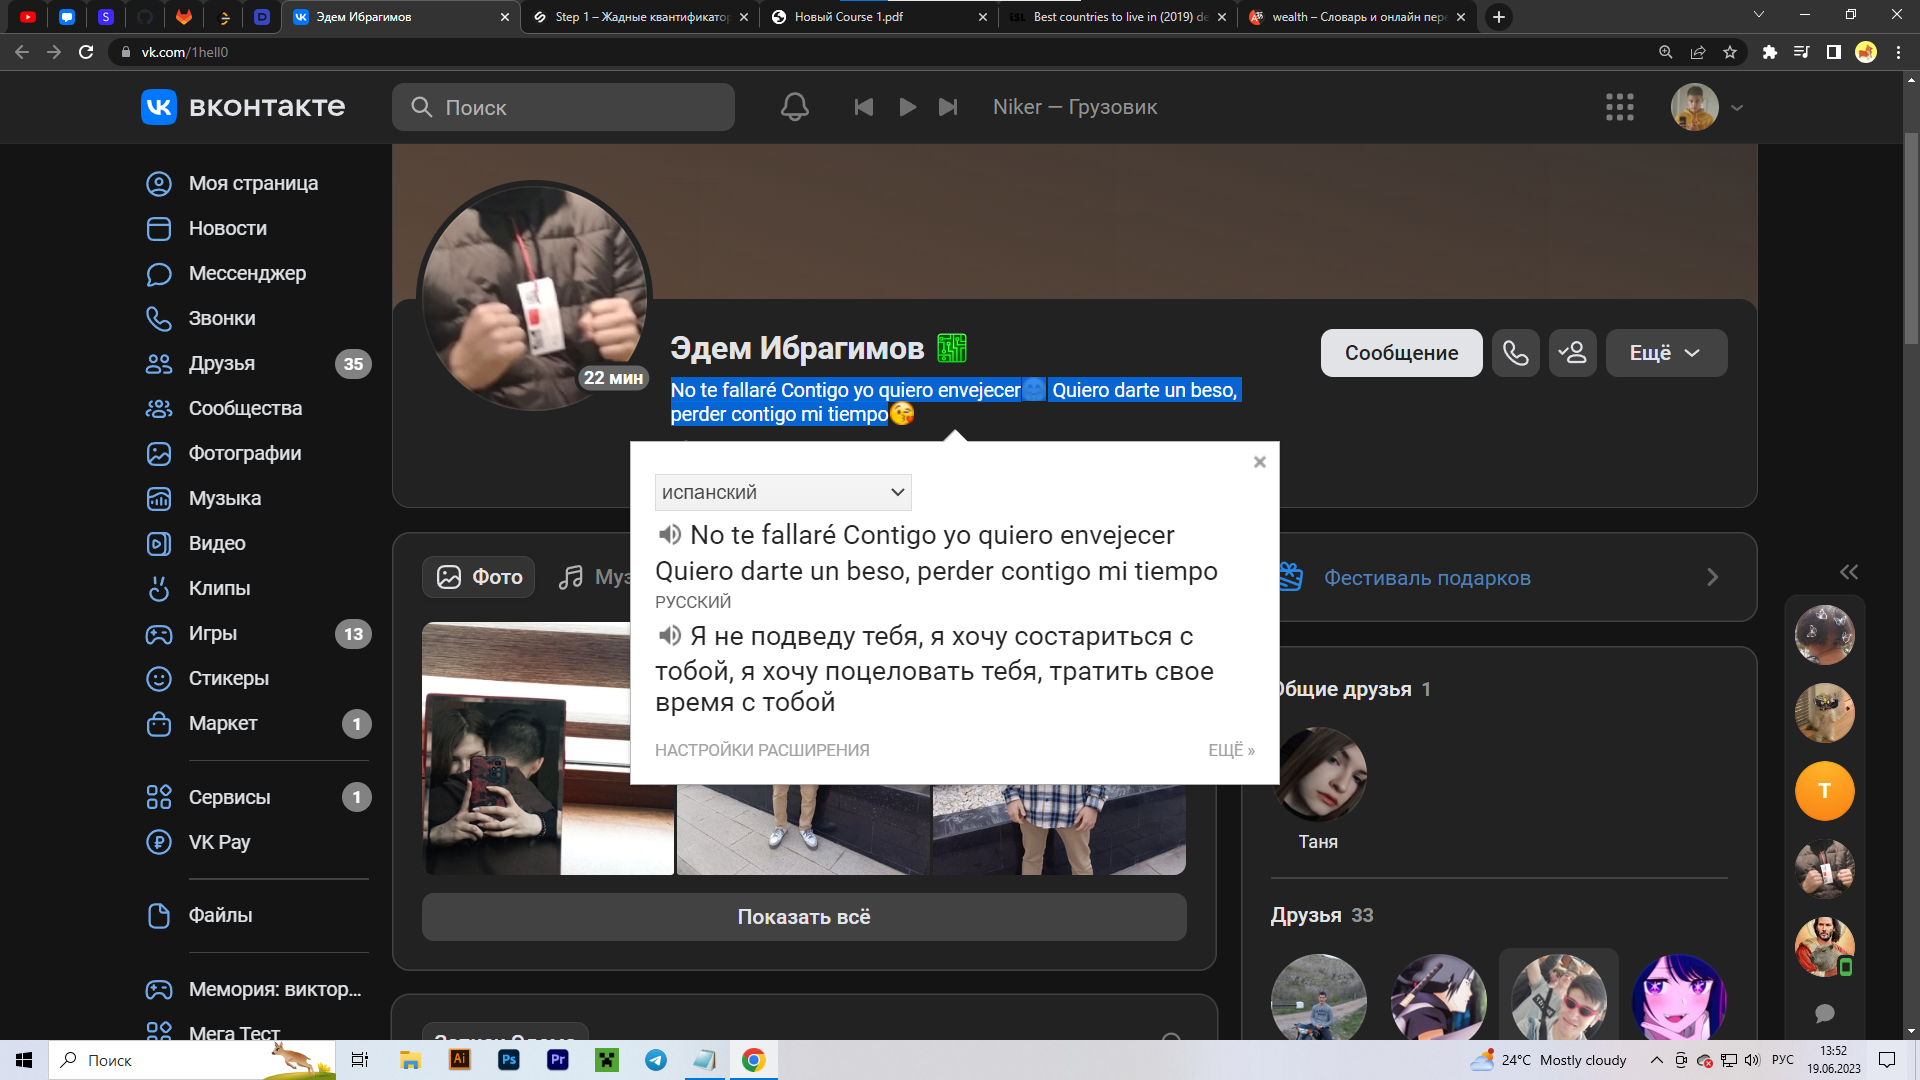 Эдем Ибрагимов
Step 1 – Жадные квантификатор
Новый Course 1.pdf
Best countries to live in (2019) de
wealth – Словарь и онлайн пер
vk.com/1hell0
вконтакте
Поиск
Niker — Грузовик
Моя страница
Новости
Мессенджер
Звонки
Друзья 35
Сообщества
Фотографии
Музыка
Видео
Клипы
Игры 13
Стикеры
Маркет 1
Сервисы 1
VK Pay
Файлы
Мемория: виктор...
Мега Тест
22 мин
Эдем Ибрагимов
No te fallaré Contigo yo quiero envejecer Quiero darte un beso,
perder contigo mi tiempo
Сообщение
Ещё
испанский
No te fallaré Contigo yo quiero envejecer
Quiero darte un beso, perder contigo mi tiempo
РУССКИЙ
Я не подведу тебя, я хочу состариться с
тобой, я хочу поцеловать тебя, тратить свое
время с тобой
НАСТРОЙКИ РАСШИРЕНИЯ
ЕЩЁ »
Фото
Муз
Показать всё
Фестиваль подарков
Общие друзья 1
Таня
Друзья 33
T
Поиск
Ai
Ps
Pr
24°C Mostly cloudy
РУС
13:52
19.06.2023